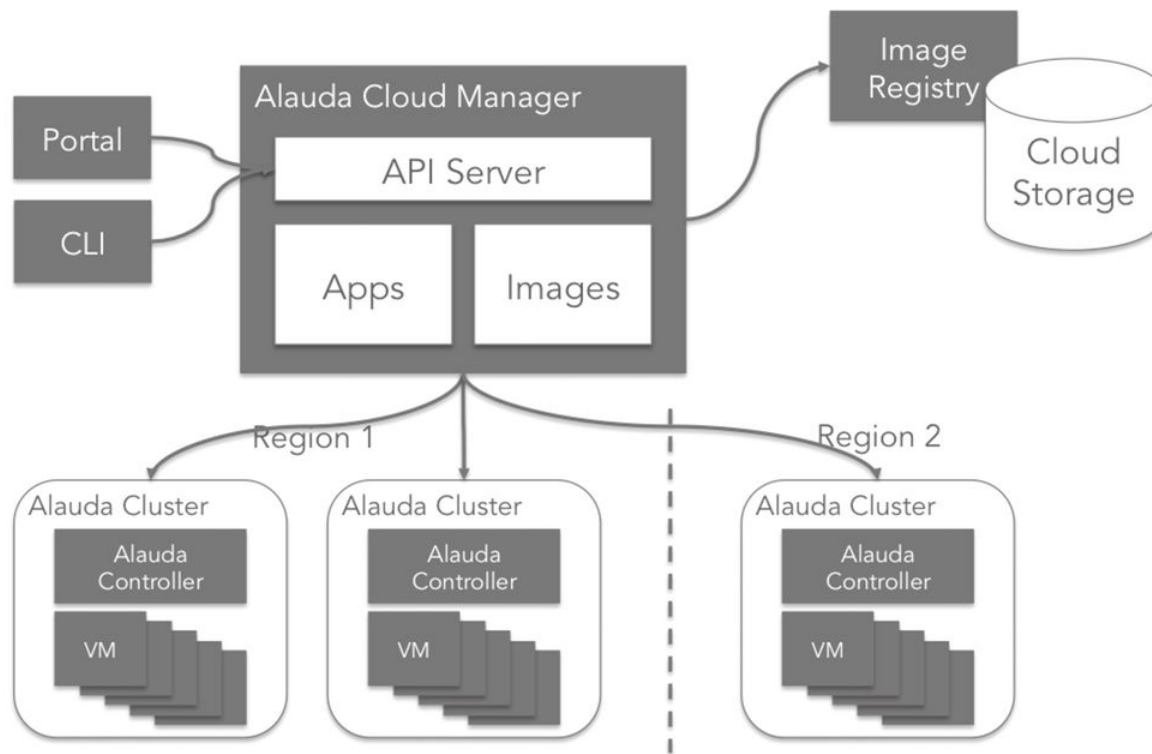 Image
Registry
Alauda Cloud Manager
Portal
API Server
Cloud
Storage
CLI
Apps
Images
Region 1
Region 2
Alauda Cluster
Alauda
Controller
VM
Alauda Cluster
Alauda
Controller
VM
Alauda Cluster
Alauda
Controller
VM